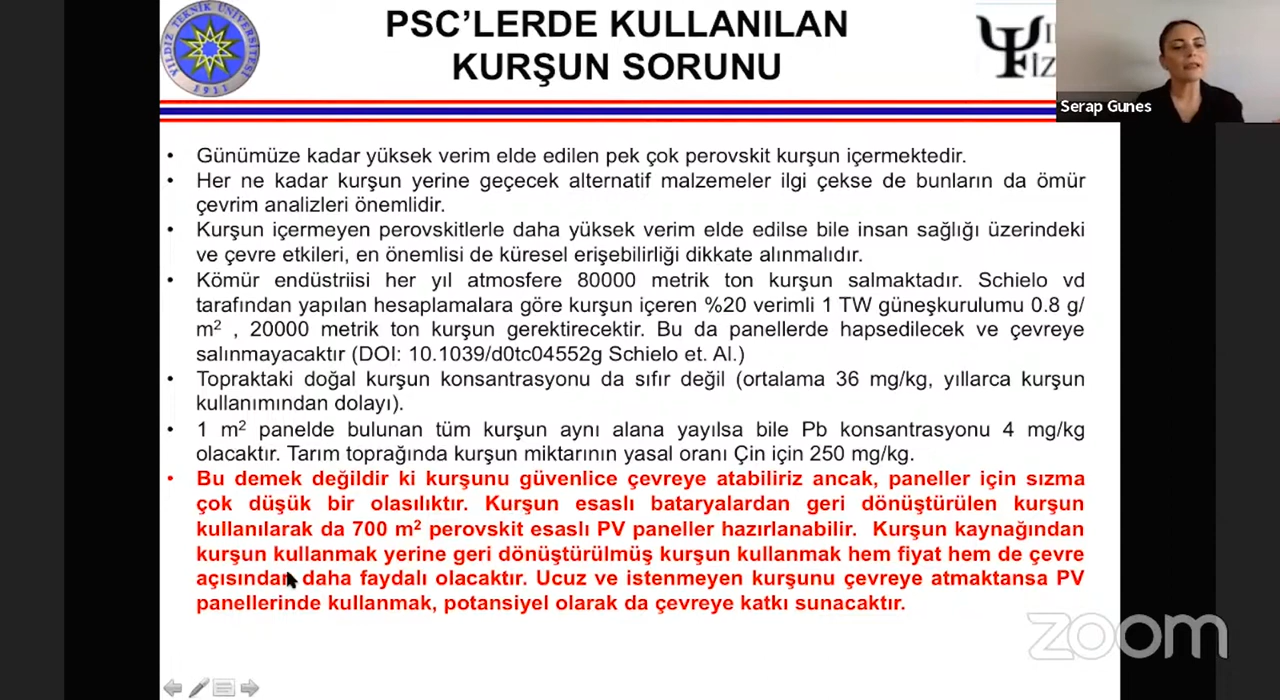 PSC’LERDE KULLANILAN
KURŞUN SORUNU
YILDIZ TEKNİK ÜNİVERSİTESİ
1911
Serap Gunes
• Günümüze kadar yüksek verim elde edilen pek çok perovskit kurşun içermektedir.
• Her ne kadar kurşun yerine geçecek alternatif malzemeler ilgi çekse de bunların da ömür
çevrim analizleri önemlidir.
• Kurşun içermeyen perovskitlerle daha yüksek verim elde edilse bile insan sağlığı üzerindeki
ve çevre etkileri, en önemlisi de küresel erişebilirliği dikkate alınmalıdır.
• Kömür endüstriisi her yıl atmosfere 80000 metrik ton kurşun salmaktadır. Schielo vd
tarafından yapılan hesaplamalara göre kurşun içeren %20 verimli 1 TW güneşkurulumu 0.8 g/
m² , 20000 metrik ton kurşun gerektirecektir. Bu da panellerde hapsedilecek ve çevreye
salınmayacaktır (DOI: 10.1039/d0tc04552g Schielo et. Al.)
• Topraktaki doğal kurşun konsantrasyonu da sıfır değil (ortalama 36 mg/kg, yıllarca kurşun
kullanımından dolayı).
• 1 m² panelde bulunan tüm kurşun aynı alana yayılsa bile Pb konsantrasyonu 4 mg/kg
olacaktır. Tarım toprağında kurşun miktarının yasal oranı Çin için 250 mg/kg.
• Bu demek değildir ki kurşunu güvenlice çevreye atabiliriz ancak, paneller için sızma
çok düşük bir olasılıktır. Kurşun esaslı bataryalardan geri dönüştürülen kurşun
kullanılarak da 700 m² perovskit esaslı PV paneller hazırlanabilir. Kurşun kaynağından
kurşun kullanmak yerine geri dönüştürülmüş kurşun kullanmak hem fiyat hem de çevre
açısından daha faydalı olacaktır. Ucuz ve istenmeyen kurşunu çevreye atmaktansa PV
panellerinde kullanmak, potansiyel olarak da çevreye katkı sunacaktır.
zoom